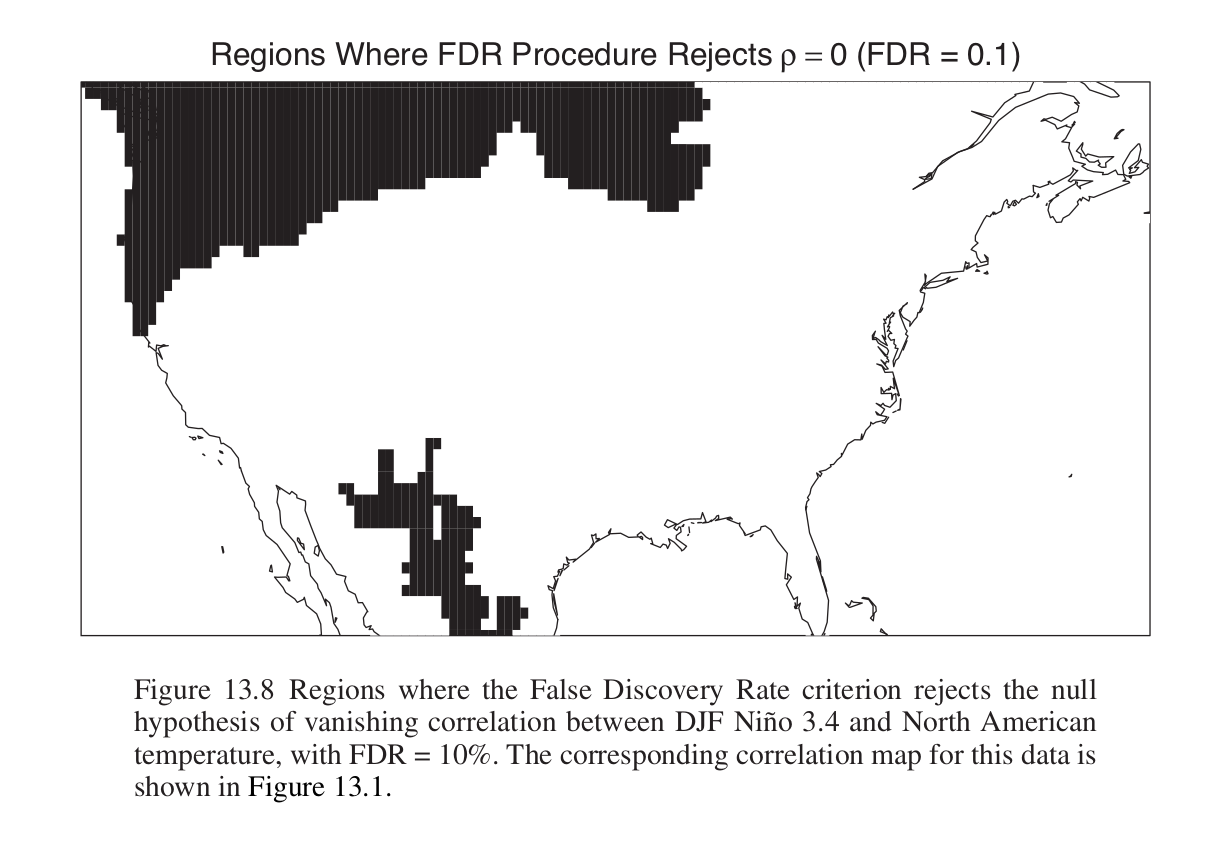 Regions Where FDR Procedure Rejects ρ = 0 (FDR = 0.1)
Figure 13.8 Regions where the False Discovery Rate criterion rejects the null
hypothesis of vanishing correlation between DJF Niño 3.4 and North American
temperature, with FDR = 10%. The corresponding correlation map for this data is
shown in Figure 13.1.